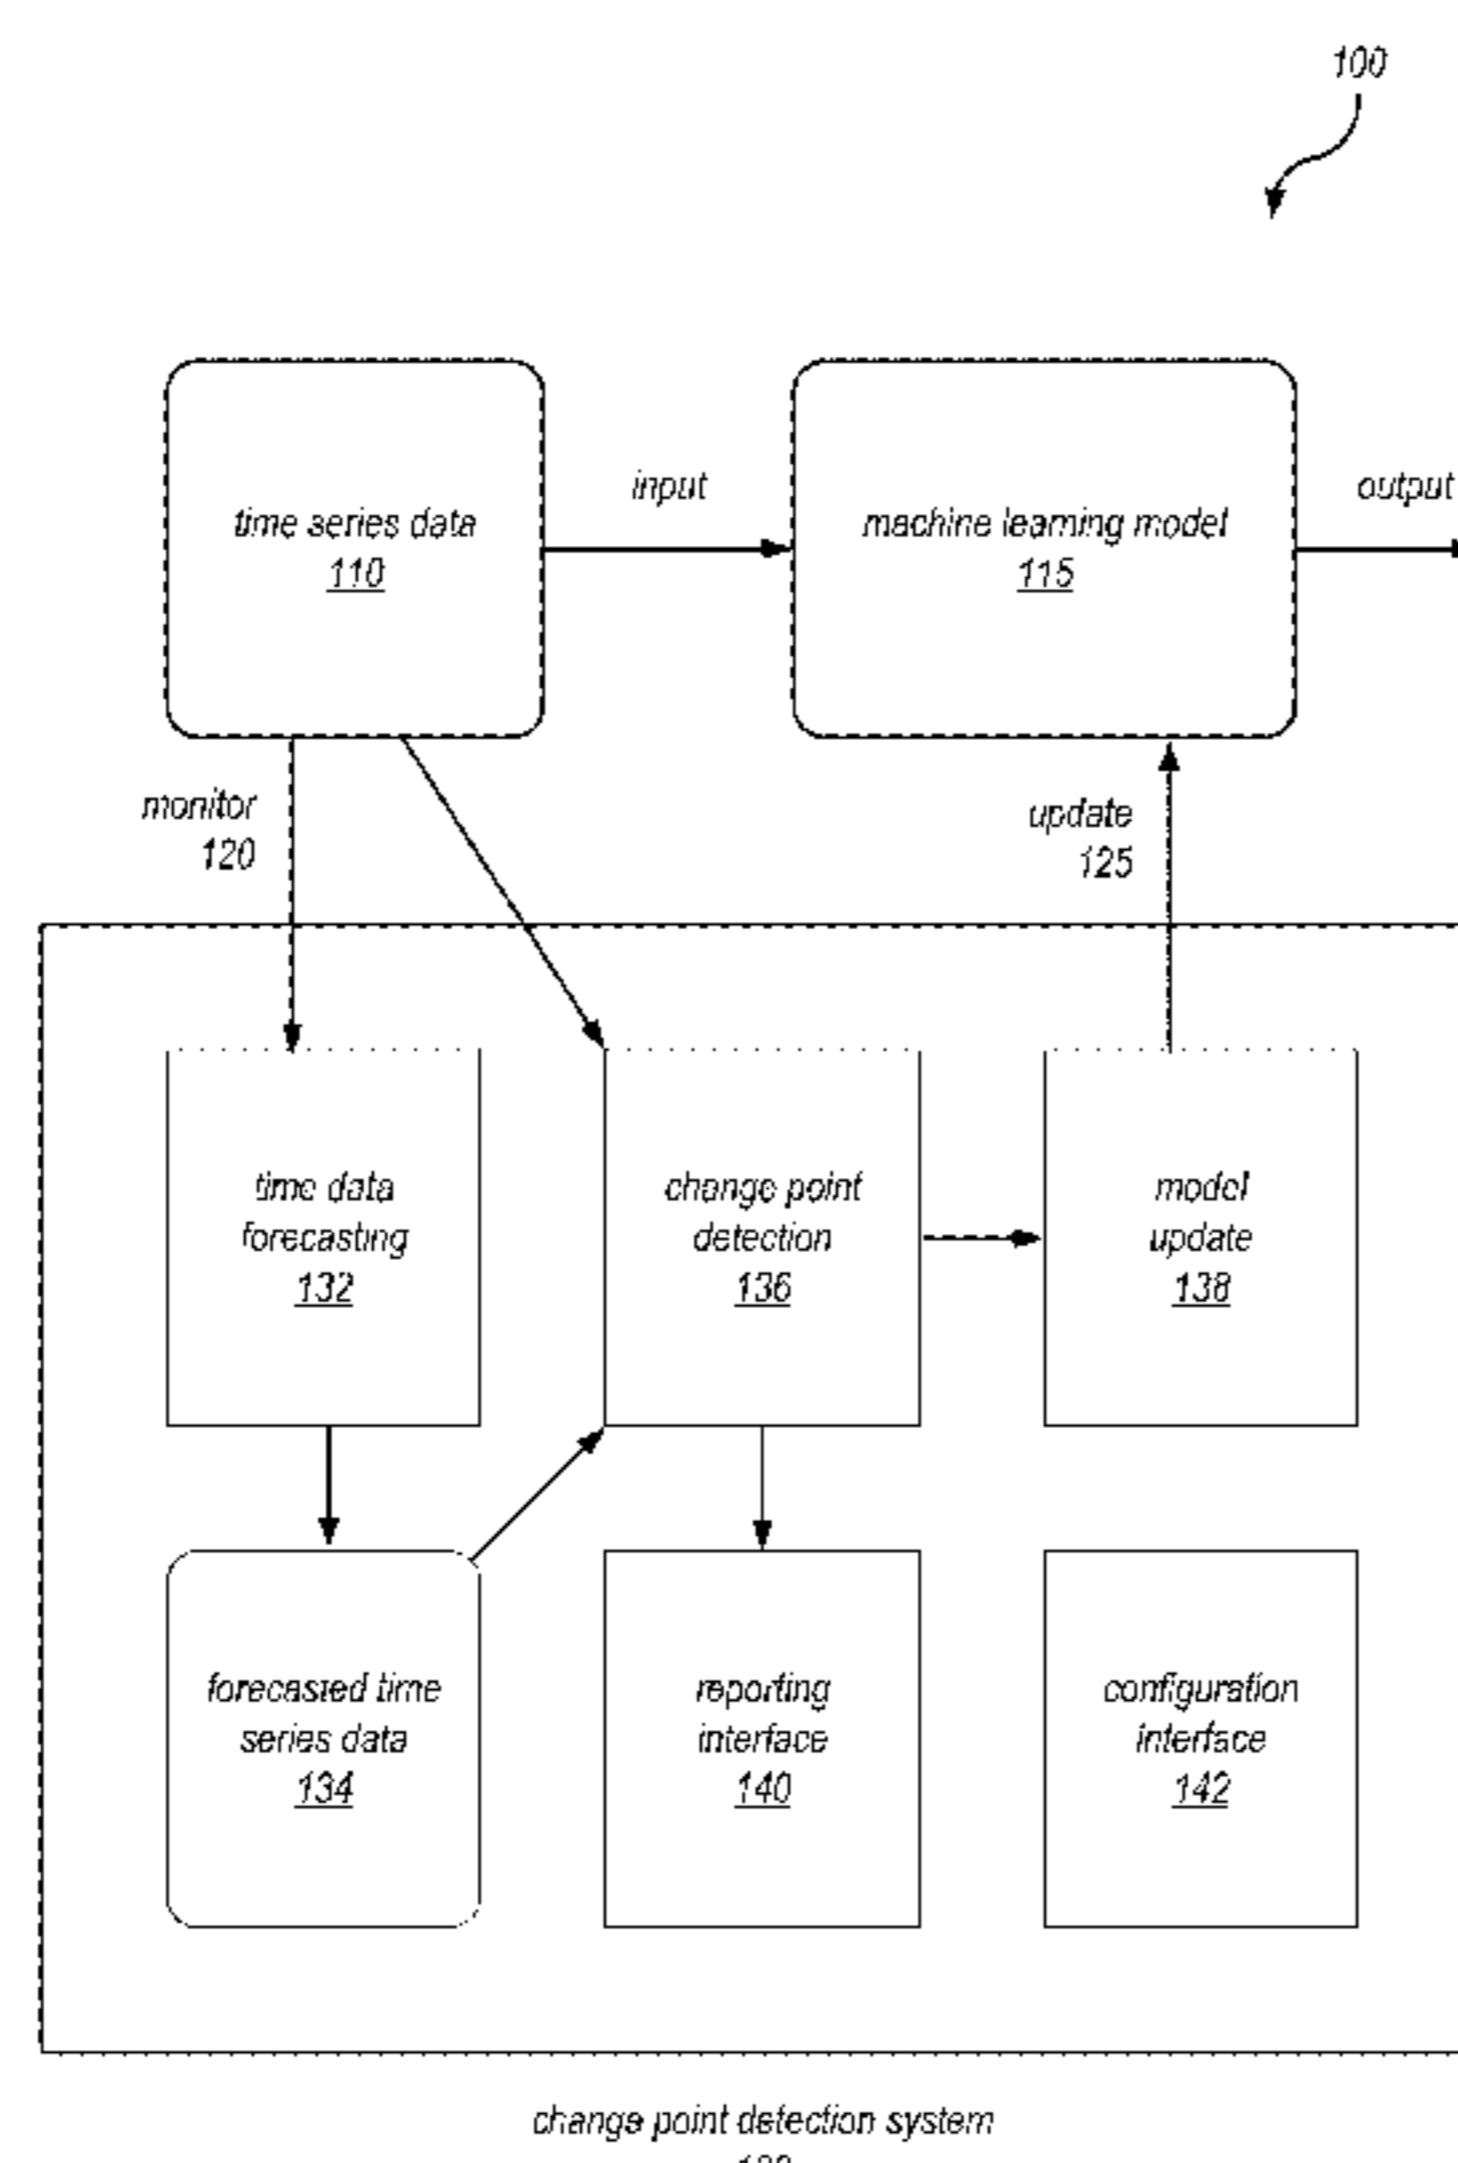 100
time series data
110
input
machine learning model
115
output
monitor
120
update
125
time data
forecasting
132
change point
detection
136
model
update
138
forecasted time
series data
134
reporting
interface
140
configuration
interface
142
change point detection system